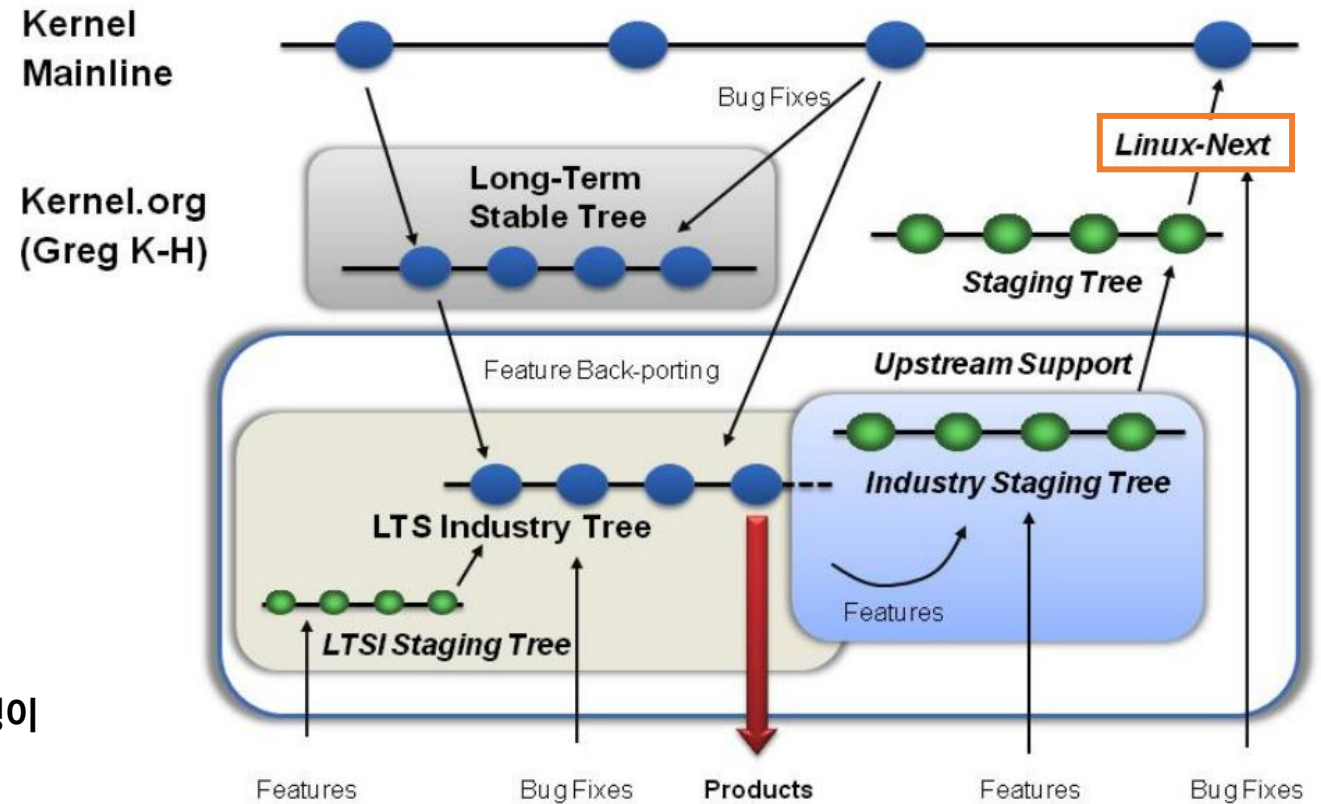 Kernel
Mainline
Bug Fixes
Linux-Next
Long-Term
Stable Tree
Kernel.org
(Greg K-H)
Staging Tree
Feature Back-porting
Upstream Support
Industry Staging Tree
LTS Industry Tree
Features
LTSI Staging Tree
Features
Bug Fixes
Products
Features
Bug Fixes